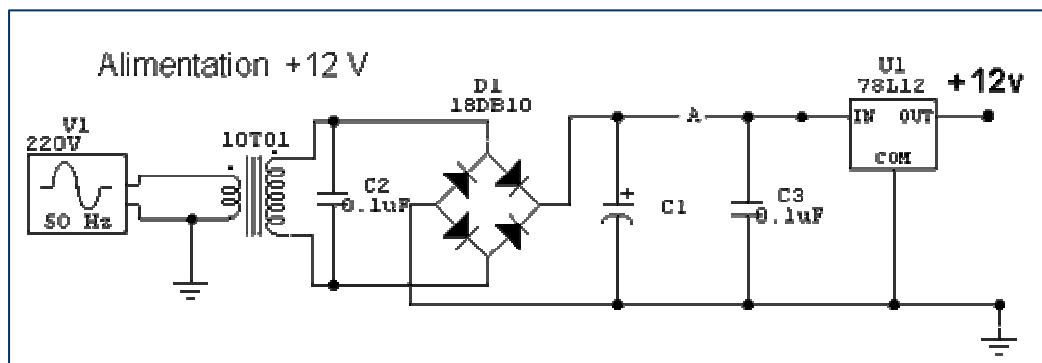 Alimentation +12 V
V1
220V
50 Hz
10T01
C2
0.1uF
D1
18DB10
C1
A
C3
0.1uF
U1
78L12
IN OUT
COM
+12v